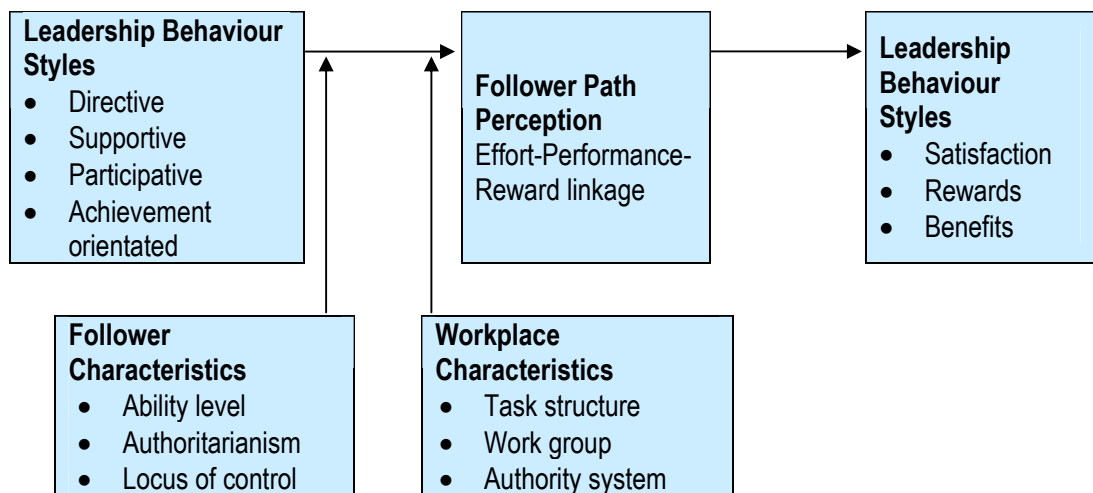 Leadership Behaviour
Styles
• Directive
• Supportive
• Participative
• Achievement
orientated
Follower Path
Perception
Effort-Performance-
Reward linkage
Leadership
Behaviour
Styles
• Satisfaction
• Rewards
• Benefits
Follower
Characteristics
• Ability level
• Authoritarianism
• Locus of control
Workplace
Characteristics
• Task structure
• Work group
• Authority system